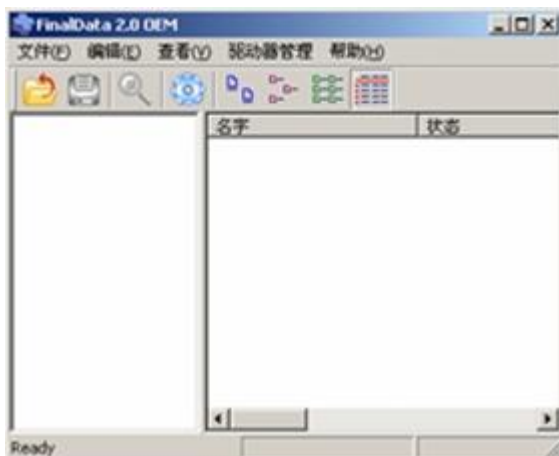 FinalData 2.0 OEM
文件(F) 编辑(E) 查看(V) 驱动器管理 帮助(H)
名字 状态
Ready